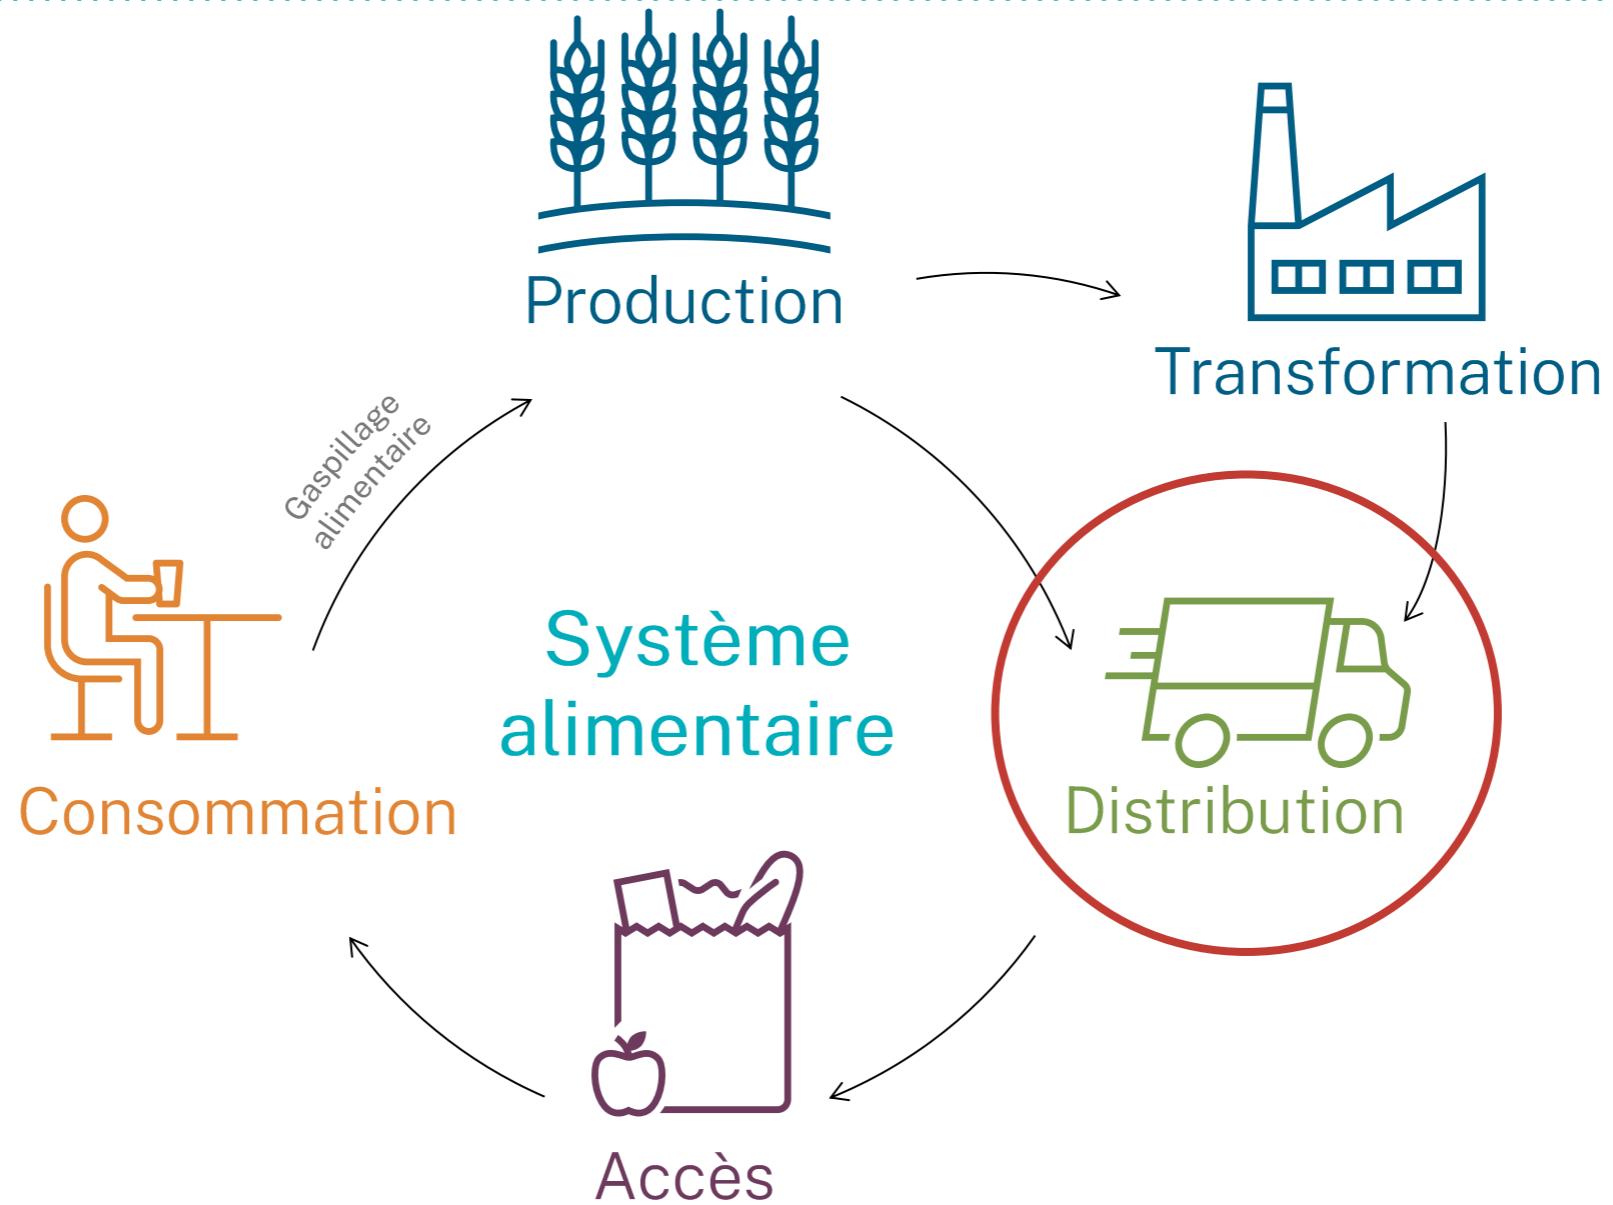 Production
Transformation
Gaspillage
alimentaire
Système
alimentaire
Consommation
Distribution
Accès